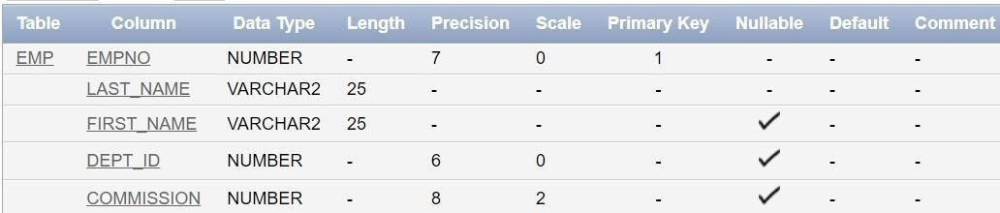 Table Column Data Type Length Precision Scale Primary Key Nullable Default Comment
EMP EMPNO NUMBER - 7 0 1 - - -
LAST_NAME VARCHAR2 25 - - - - - -
FIRST_NAME VARCHAR2 25 - - - ✓ - -
DEPT_ID NUMBER - 6 0 - ✓ - -
COMMISSION NUMBER - 8 2 - ✓ - -